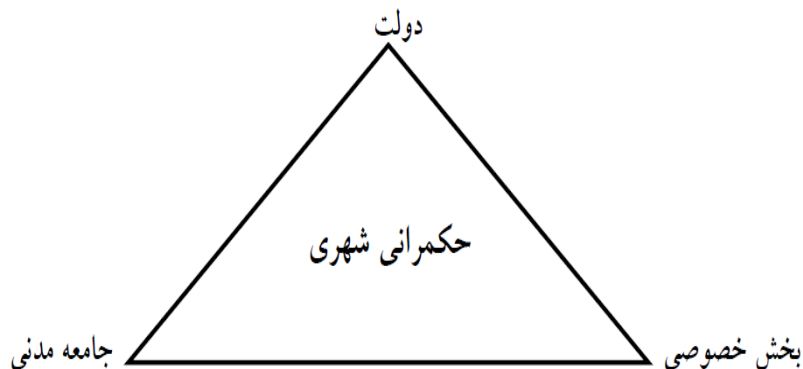 دولت
حکمرانی شهری
بخش خصوصی
جامعه مدنی